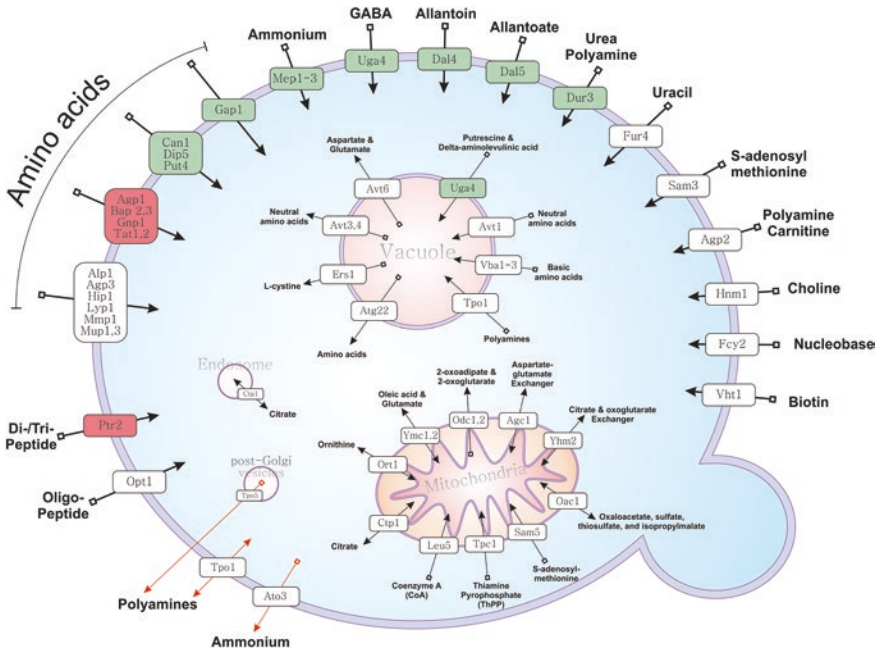 GABA
Allantoin
Ammonium
Allantoate
Urea
Polyamine
Uracil
S-adenosyl
methionine
Polyamine
Carnitine
Choline
Nucleobase
Biotin
Amino acids
Uga4
Dal4
Mep1-3
Dal5
Dur3
Gap1
Fur4
Can1
Dip5
Put4
Sam3
Agp1
Bap 2,3
Gnp1
Tat1,2
Agp2
Alp1
Agp3
Hip1
Lyp1
Mmp1
Mup1,3
Hnm1
Fcy2
Vht1
Aspartate &
Glutamate
Putrescine &
Delta-aminolevulinic acid
Avt6
Uga4
Neutral
amino acids
Avt3,4
Avt1
Neutral
amino acids
Vacuole
L-cystine
Ers1
Vba1-3
Basic
amino acids
Atg22
Tpo1
Amino acids
Polyamines
Endosome
Ctp1
Citrate
Di-/Tri-
Peptide
Ptr2
Oligo-
Peptide
Opt1
post-Golgi
vesicles
Tpo5
Tpo1
Polyamines
Ato3
Ammonium
2-oxoadipate &
2-oxoglutarate
Aspartate-
glutamate
Exchanger
Oleic acid &
Glutamate
Citrate & oxoglutarate
Exchanger
Ymc1,2
Odc1,2
Agc1
Yhm2
Ornithine
Ort1
Mitochondria
Oac1
Oxaloacetate, sulfate,
thiosulfate, and isopropylmalate
Ctp1
Citrate
Leu5
Tpc1
Sam5
S-adenosyl-
methionine
Coenzyme A
(CoA)
Thiamine
Pyrophosphate
(ThPP)